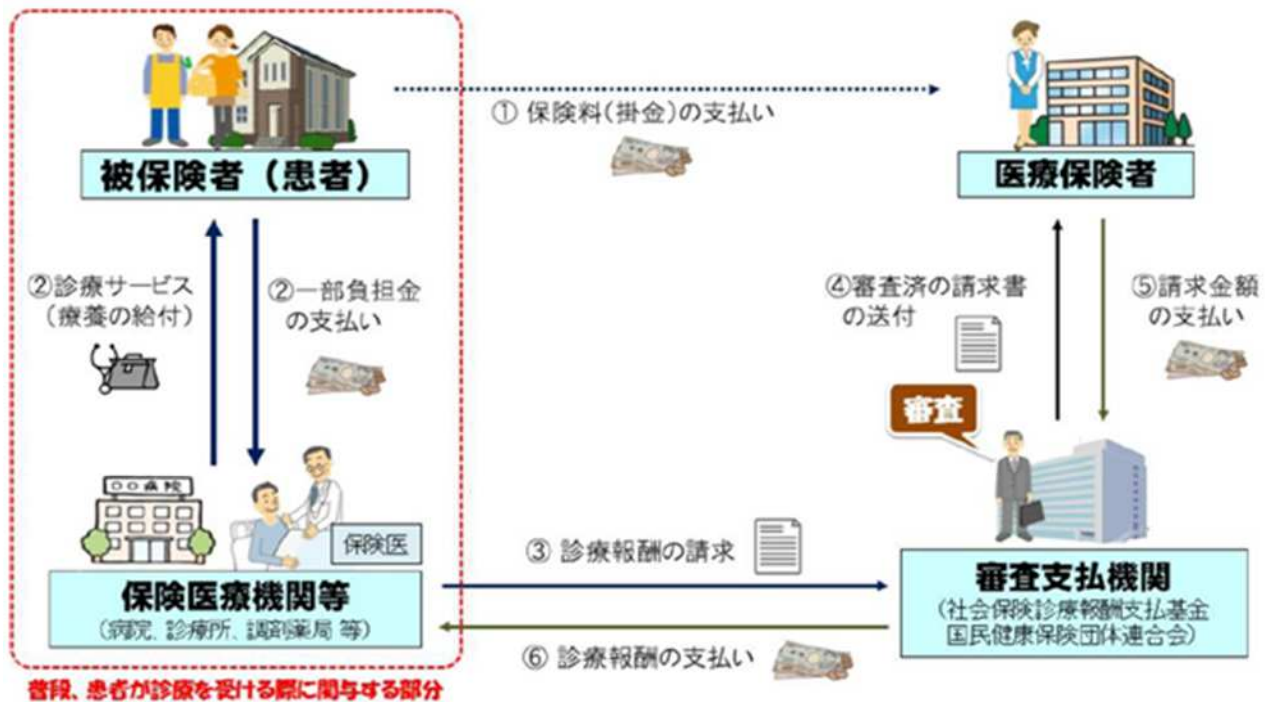 ① 保険料(掛金)の支払い
被保険者（患者）
医療保険者
②診療サービス
（療養の給付）
②一部負担金
の支払い
④審査済の請求書
の送付
⑤請求金額
の支払い
審査
〇〇病院
保険医
③ 診療報酬の請求
保険医療機関等
(病院、診療所、調剤薬局 等)
審査支払機関
(社会保険診療報酬支払基金
国民健康保険団体連合会)
⑥ 診療報酬の支払い
普段、患者が診療を受ける際に関与する部分